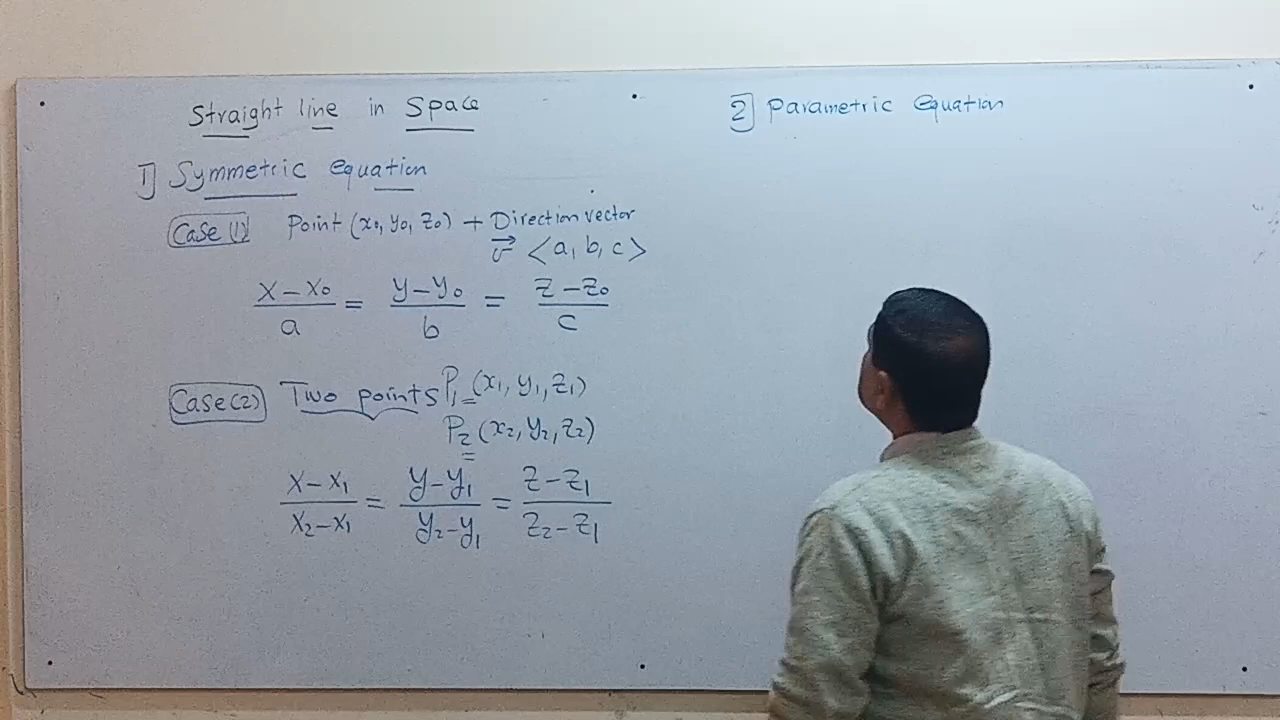 Straight line in Space
1] Symmetric equation
Case (1) Point (x₀, y₀, z₀) + Direction vector
v⃗ <a, b, c>
x − x₀ / a = y − y₀ / b = z − z₀ / c
Case (2) Two points P₁ (x₁, y₁, z₁)
P₂ (x₂, y₂, z₂)
x − x₁ / x₂ − x₁ = y − y₁ / y₂ − y₁ = z − z₁ / z₂ − z₁
2] Parametric equation